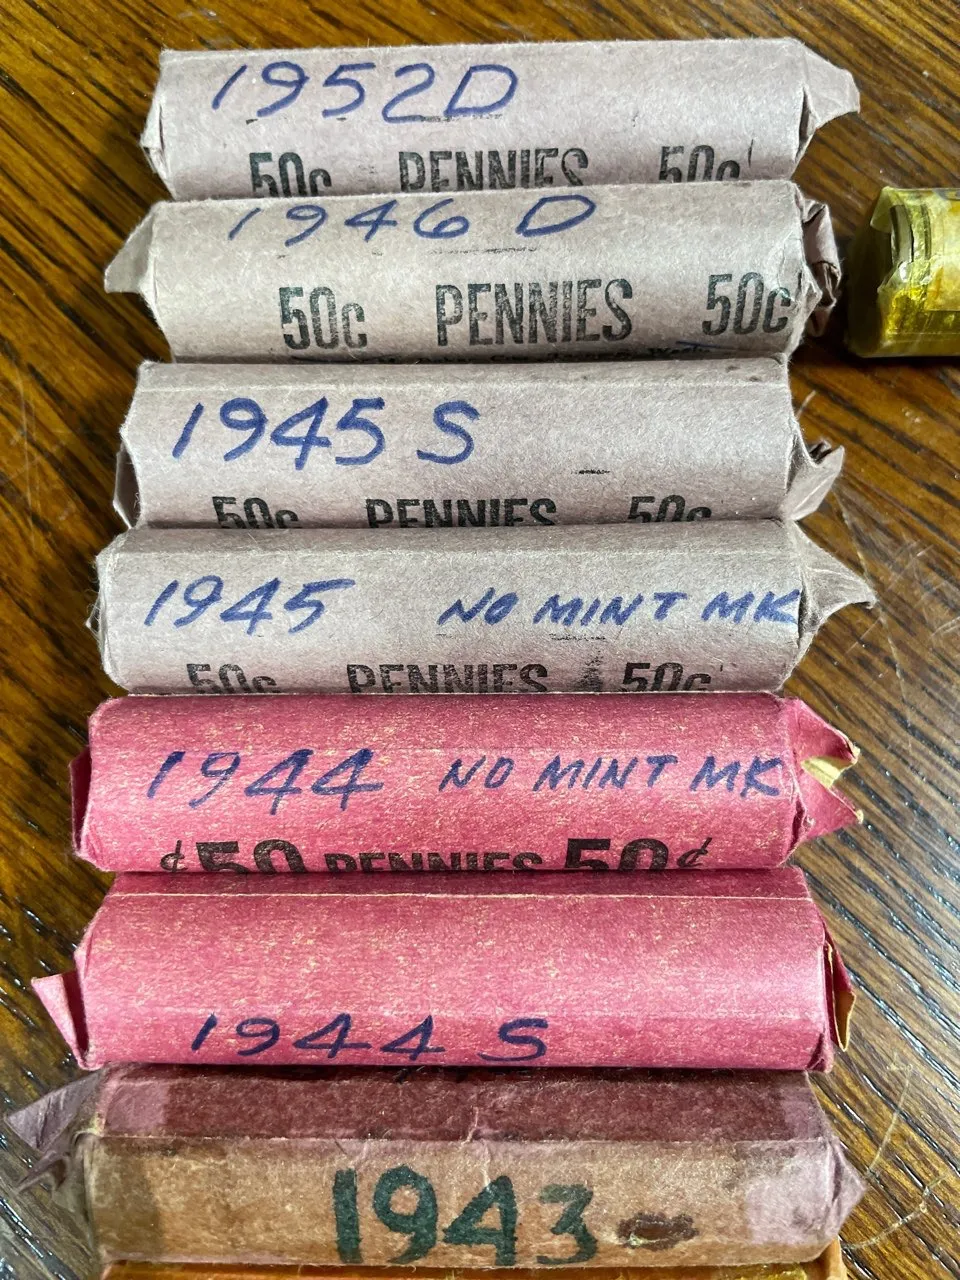 1952D
50c PENNIES 50c
1946 D
50c PENNIES 50c
1945 S
50c PENNIES 50c
1945 NO MINT MK
50c PENNIES 50c
1944 NO MINT MK
¢50 PENNIES 50¢
1944 S
1943